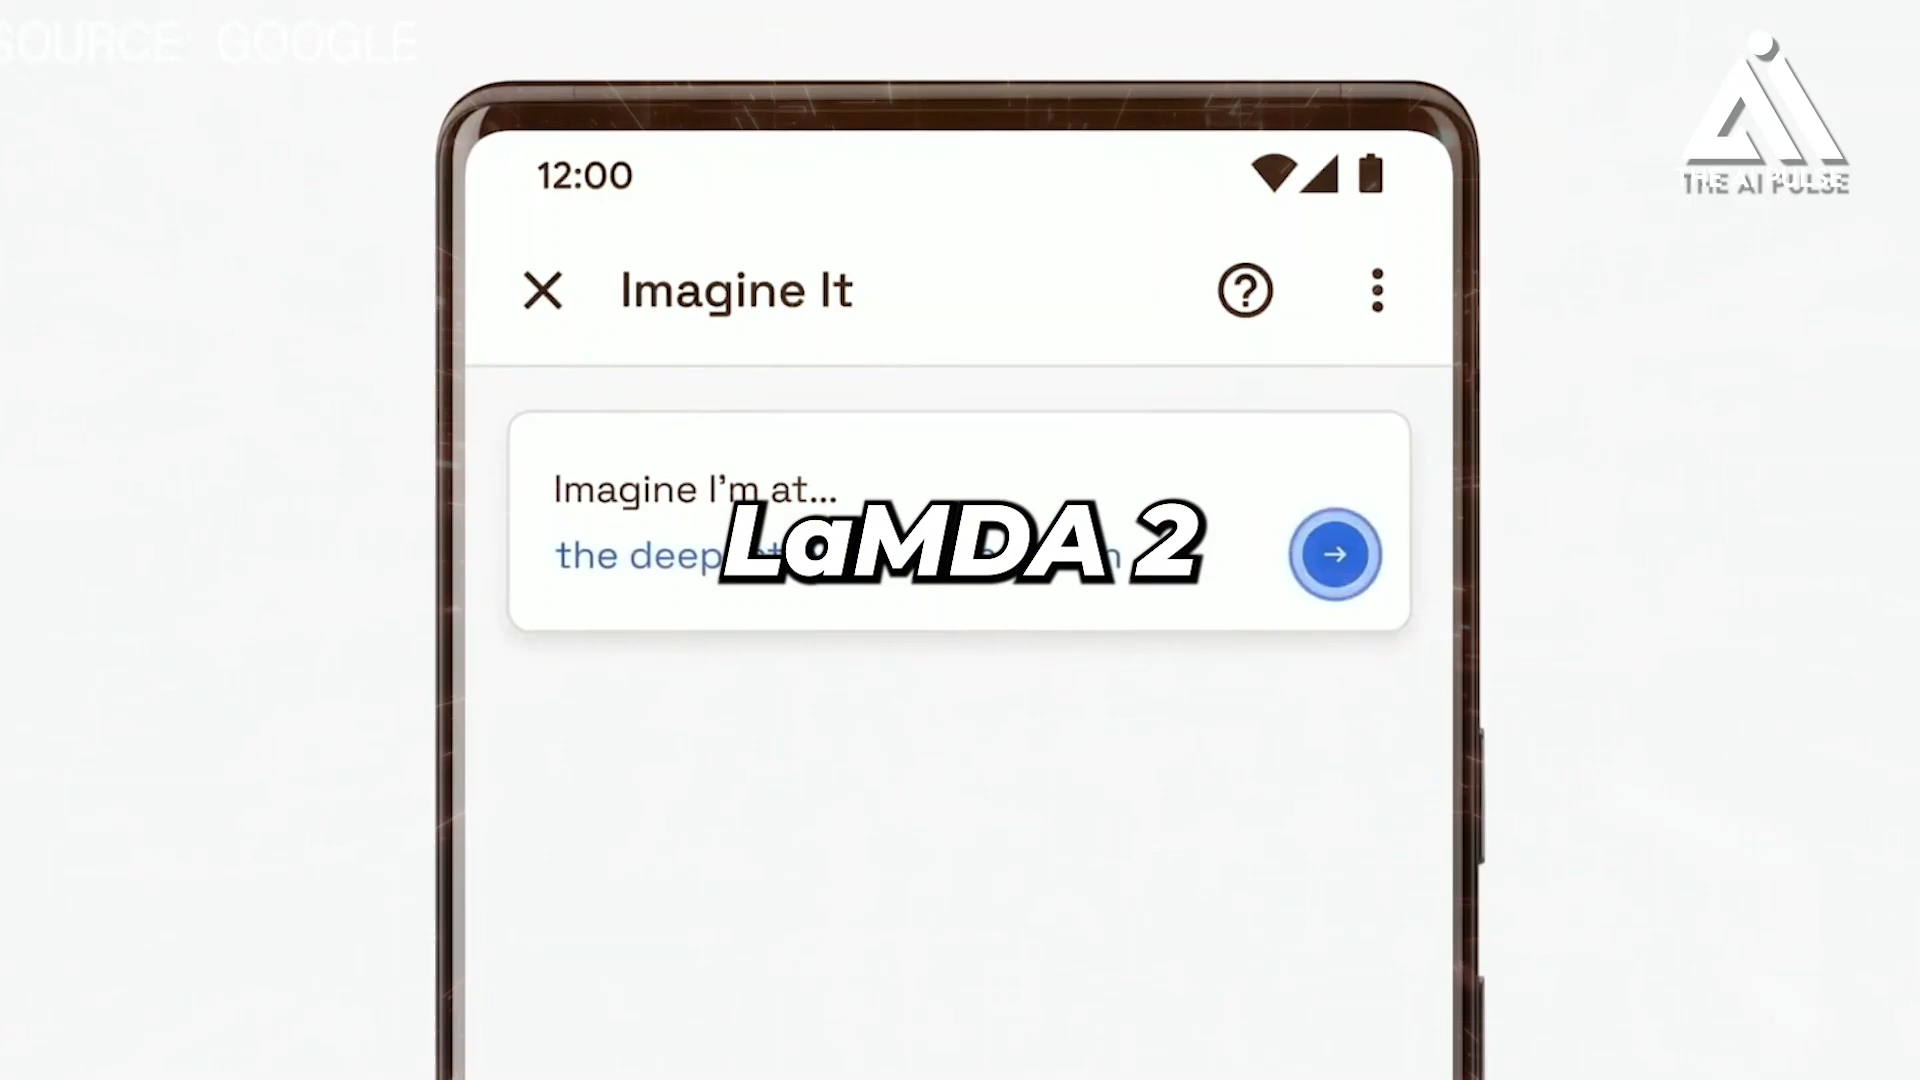 SOURCE: GOOGLE
THE AI PULSE
12:00
Imagine It
Imagine I'm at...
the deep
LaMDA 2